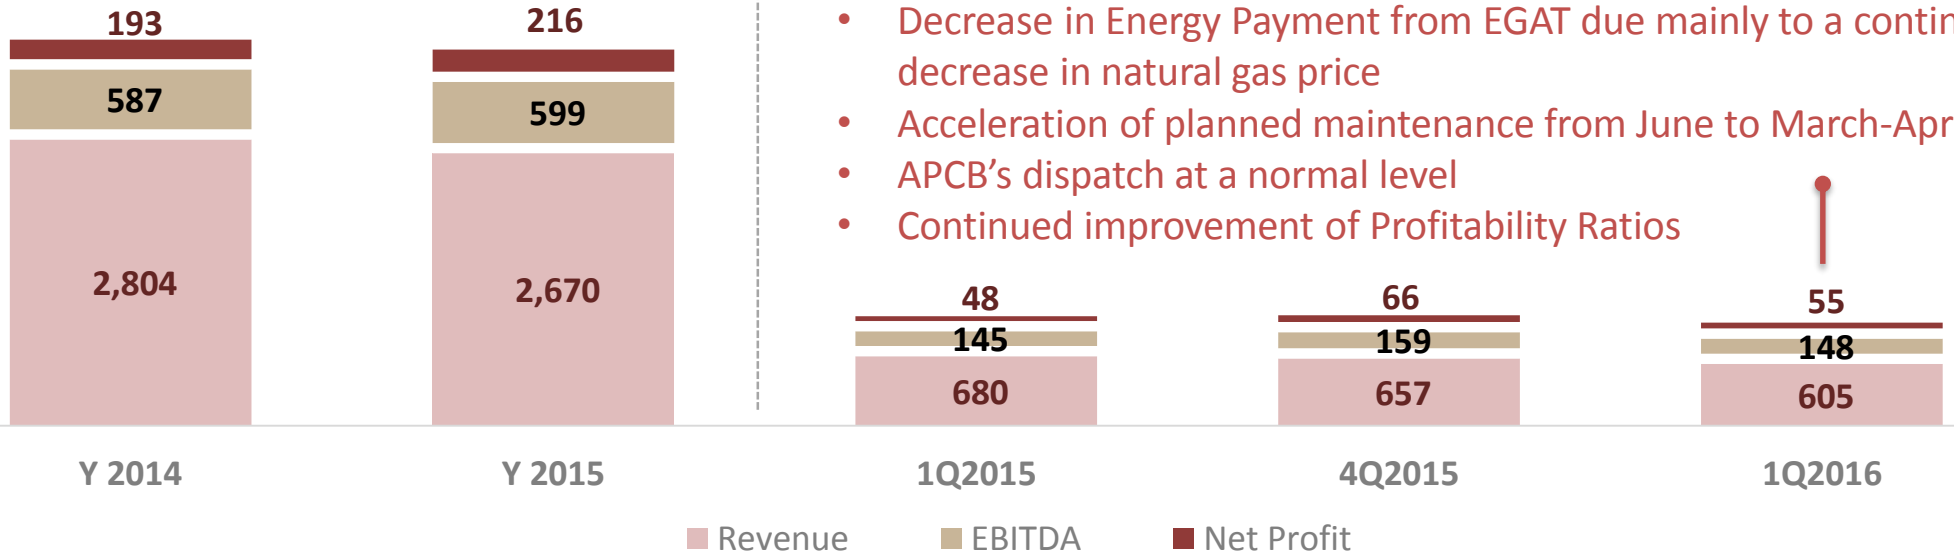 193
587
2,804
216
599
2,670
• Decrease in Energy Payment from EGAT due mainly to a
decrease in natural gas price
• Acceleration of planned maintenance from June to
• APCB's dispatch at a normal level
• Continued improvement of Profitability Ratios
48
145
680
66
159
657
55
148
605
Y 2014 Y 2015 1Q2015 4Q2015 1Q2016
Revenue EBITDA Net Profit